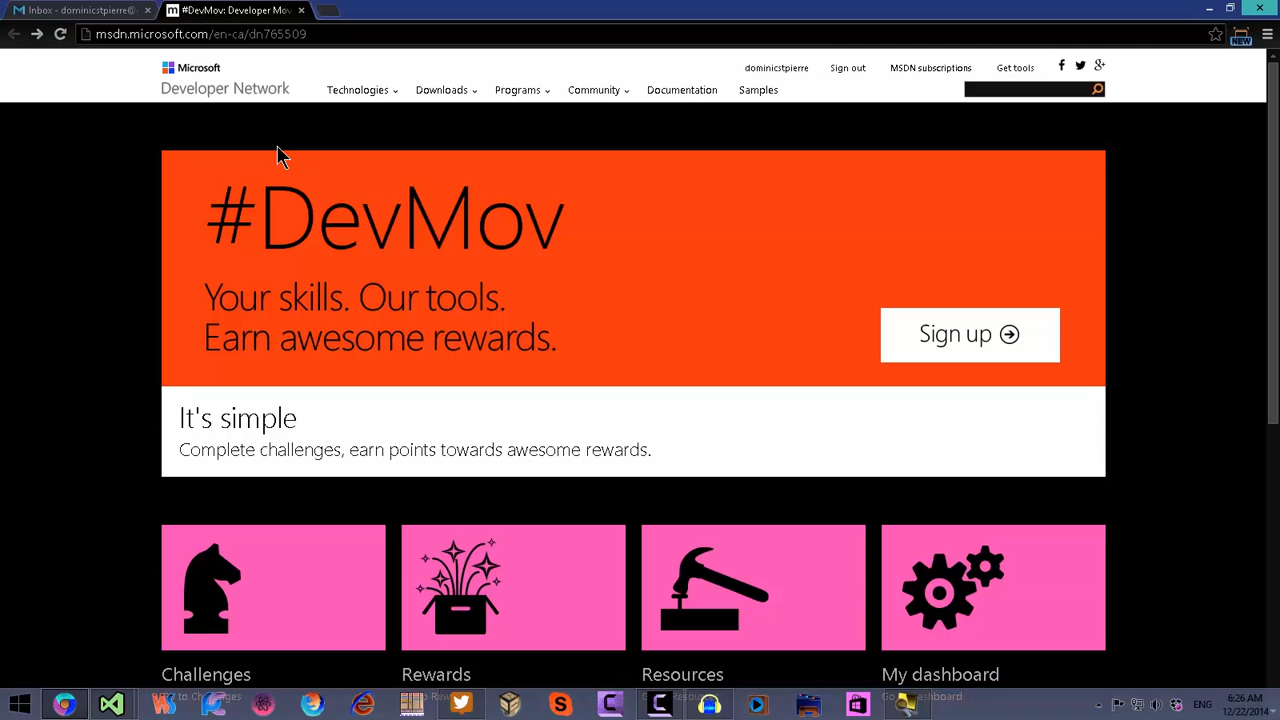 Inbox - dominicstpierre@
#DevMov: Developer Mov
msdn.microsoft.com/en-ca/dn765509
NEW
Microsoft
dominicstpierre Sign out MSDN subscriptions Get tools
Developer Network
Technologies Downloads Programs Community Documentation Samples
#DevMov
Your skills. Our tools.
Earn awesome rewards.
Sign up
It's simple
Complete challenges, earn points towards awesome rewards.
Challenges Rewards Resources My dashboard
ENG
6:26 AM
12/22/2014